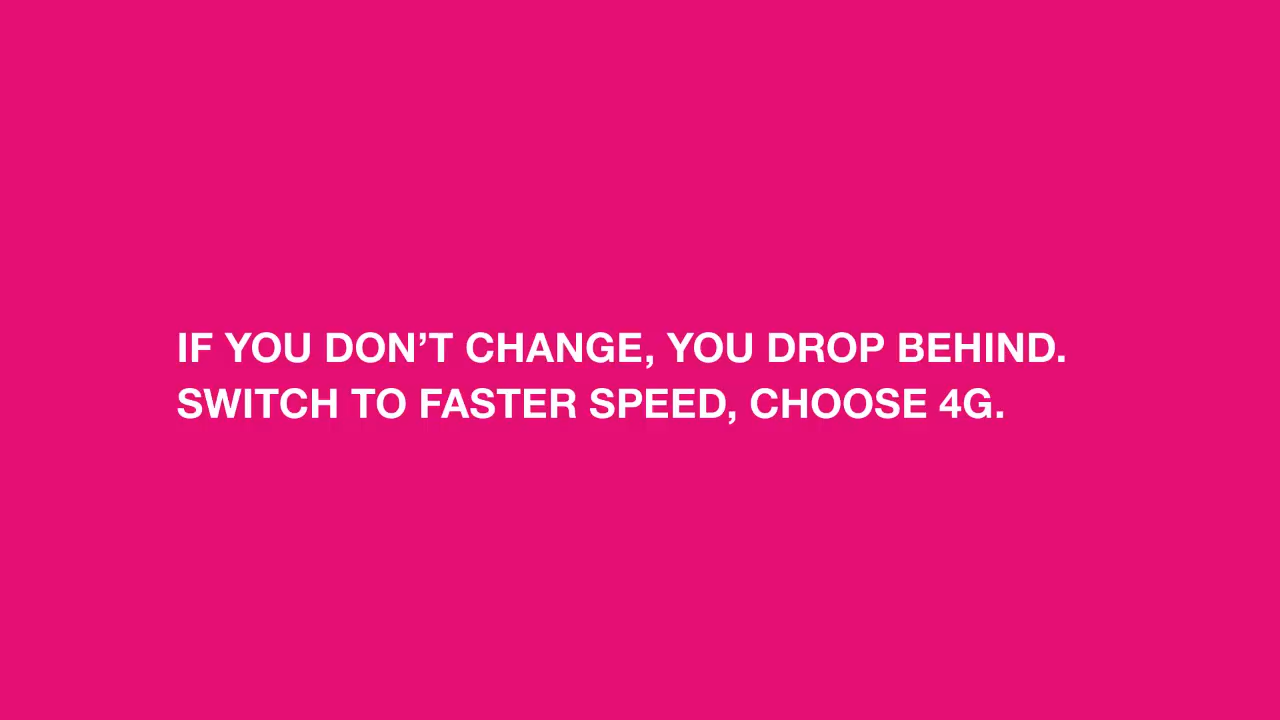 IF YOU DON’T CHANGE, YOU DROP BEHIND.
SWITCH TO FASTER SPEED, CHOOSE 4G.